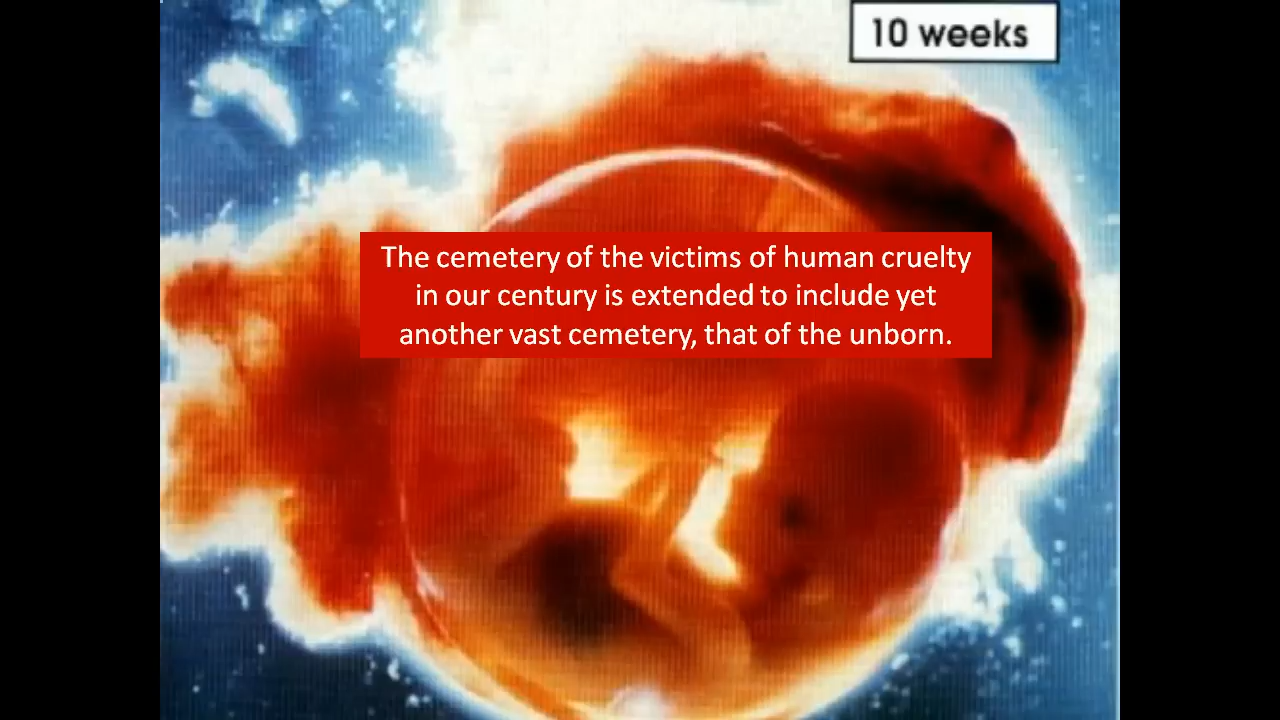 10 weeks
The cemetery of the victims of human cruelty
in our century is extended to include yet
another vast cemetery, that of the unborn.